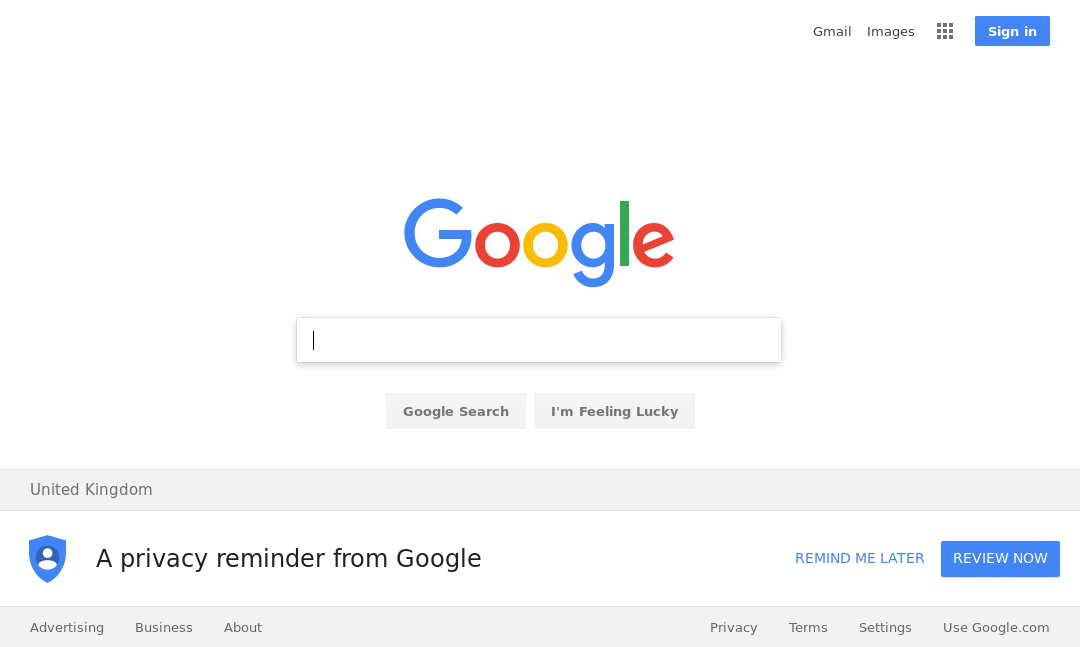 Gmail Images Sign in
Google
Google Search I'm Feeling Lucky
United Kingdom
A privacy reminder from Google REMIND ME LATER REVIEW NOW
Advertising Business About Privacy Terms Settings Use Google.com